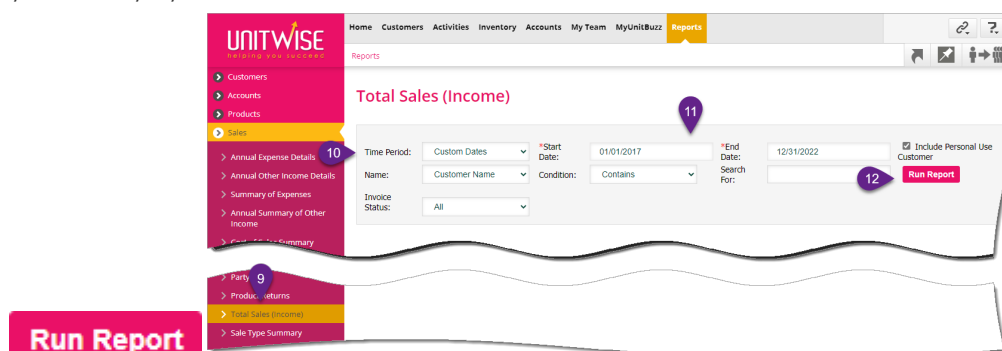 UNITWISE
helping you succeed
Home Customers Activities Inventory Accounts My Team MyUnitBuzz Reports
Reports
Customers
Accounts
Products
Sales
Annual Expense Details
Annual Other Income Details
Summary of Expenses
Annual Summary of Other
Income
Total Sales (Income)
11
10
Time Period: Custom Dates *Start Date: 01/01/2017 *End Date: 12/31/2022 Include Personal Use Customer
Name: Customer Name Condition: Contains Search For: 12 Run Report
Invoice Status: All
Party
9
Product Returns
Total Sales (Income)
Sale Type Summary
Run Report